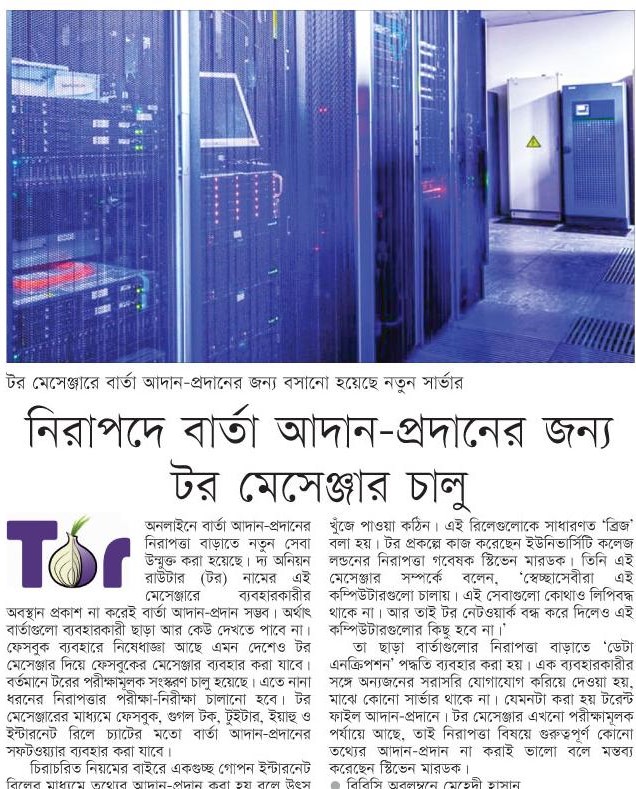 টর মেসেঞ্জারে বার্তা আদান-প্রদানের জন্য বসানো হয়েছে নতুন সার্ভার
নিরাপদে বার্তা আদান-প্রদানের জন্য
টর মেসেঞ্জার চালু
Tor
অনলাইনে বার্তা আদান-প্রদানের
নিরাপত্তা বাড়াতে নতুন সেবা
উন্মুক্ত করা হয়েছে। দ্য অনিয়ন
রাউটার (টর) নামের এই
মেসেঞ্জারে ব্যবহারকারীর
অবস্থান প্রকাশ না করেই বার্তা আদান-প্রদান সম্ভব। অর্থাৎ
বার্তাগুলো ব্যবহারকারী ছাড়া আর কেউ দেখতে পাবে না।
ফেসবুক ব্যবহারে নিষেধাজ্ঞা আছে এমন দেশেও টর
মেসেঞ্জার দিয়ে ফেসবুকের মেসেঞ্জার ব্যবহার করা যাবে।
বর্তমানে টরের পরীক্ষামূলক সংস্করণ চালু হয়েছে। এতে নানা
ধরনের নিরাপত্তার পরীক্ষা-নিরীক্ষা চালানো হবে। টর
মেসেঞ্জারের মাধ্যমে ফেসবুক, গুগল টক, টুইটার, ইয়াহু ও
ইন্টারনেট রিলে চ্যাটের মতো বার্তা আদান-প্রদানের
সফটওয়্যার ব্যবহার করা যাবে।
চিরাচরিত নিয়মের বাইরে একগুচ্ছ গোপন ইন্টারনেট
রিলের মাধ্যমে তথ্যের আদান-প্রদান করা হয় বলে উৎস
খুঁজে পাওয়া কঠিন। এই রিলেগুলোকে সাধারণত ‘ব্রিজ’
বলা হয়। টর প্রকল্পে কাজ করেছেন ইউনিভার্সিটি কলেজ
লন্ডনের নিরাপত্তা গবেষক স্টিভেন মারডক। তিনি এই
মেসেঞ্জার সম্পর্কে বলেন, ‘স্বেচ্ছাসেবীরা এই
কম্পিউটারগুলো চালায়। এই সেবাগুলো কোথাও লিপিবদ্ধ
থাকে না। আর তাই টর নেটওয়ার্ক বন্ধ করে দিলেও এই
কম্পিউটারগুলোর কিছু হবে না।’
তা ছাড়া বার্তাগুলোর নিরাপত্তা বাড়াতে ‘ডেটা
এনক্রিপশন’ পদ্ধতি ব্যবহার করা হয়। এক ব্যবহারকারীর
সঙ্গে অন্যজনের সরাসরি যোগাযোগ করিয়ে দেওয়া হয়,
মাঝে কোনো সার্ভার থাকে না। যেমনটা করা হয় টরেন্ট
ফাইল আদান-প্রদানে। টর মেসেঞ্জার এখনো পরীক্ষামূলক
পর্যায়ে আছে, তাই নিরাপত্তা বিষয়ে গুরুত্বপূর্ণ কোনো
তথ্যের আদান-প্রদান না করাই ভালো বলে মন্তব্য
করেছেন স্টিভেন মারডক।
● বিবিসি অবলম্বনে মেহেদী হাসান